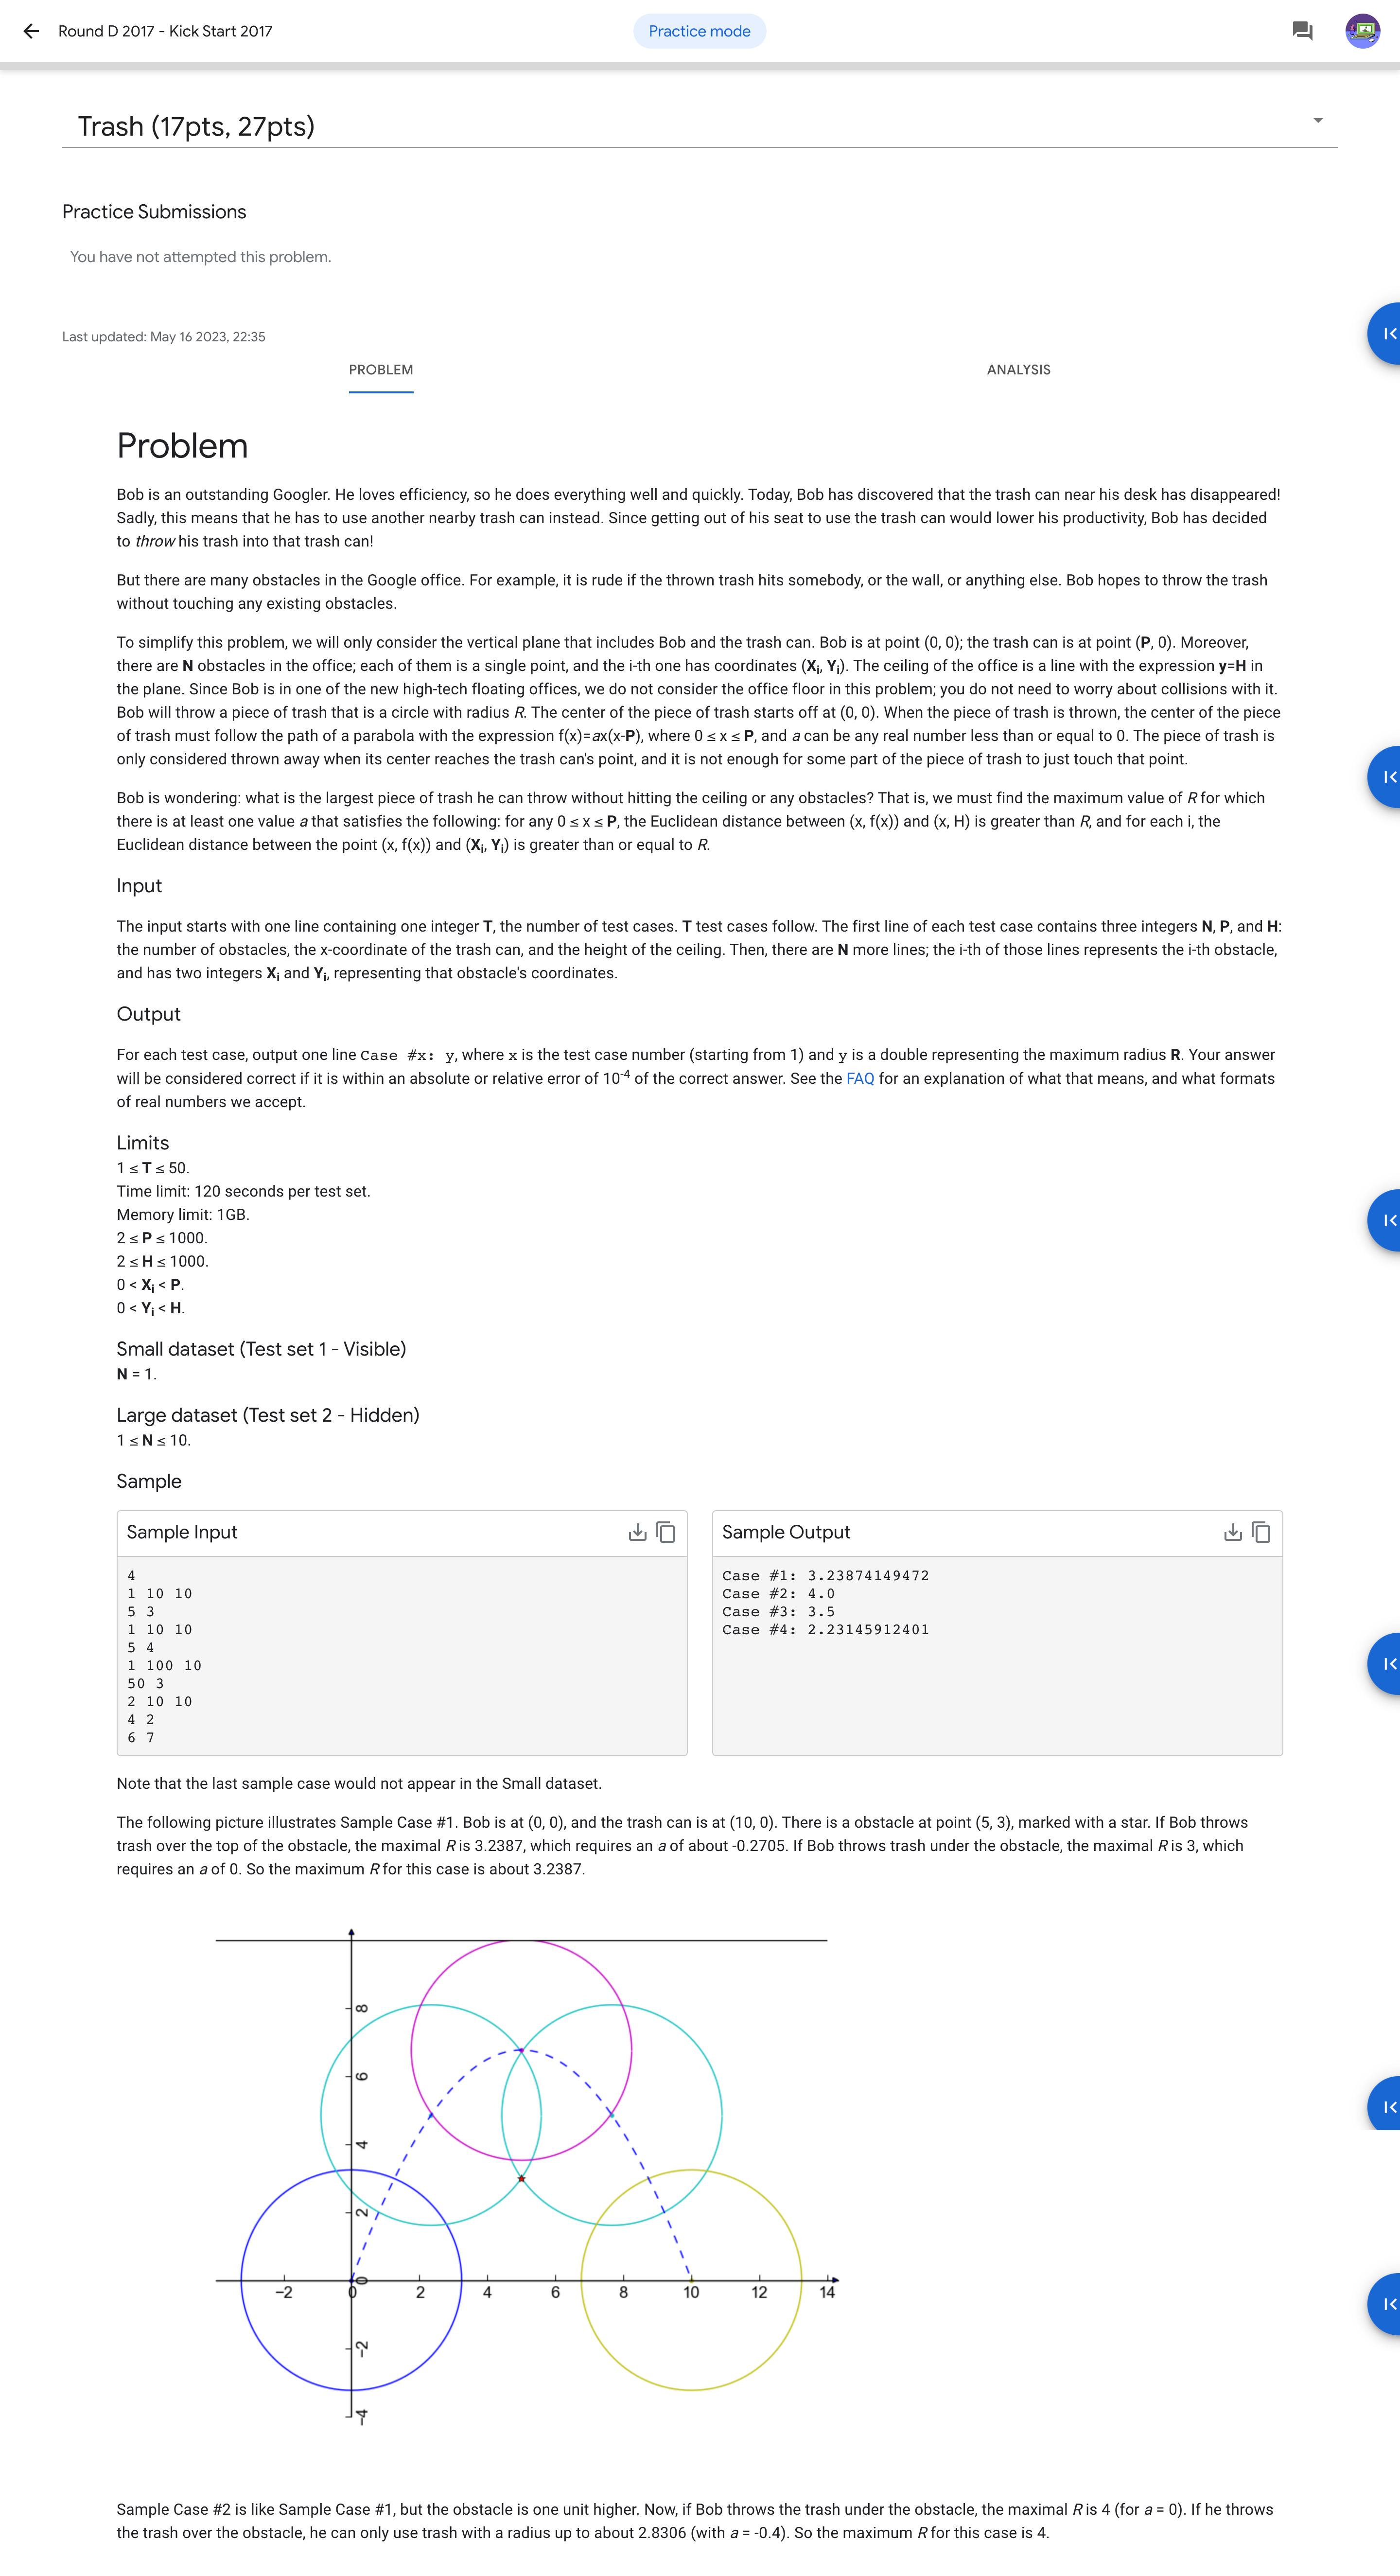 Round D 2017 - Kick Start 2017
Practice mode
Trash (17pts, 27pts)
Practice Submissions
You have not attempted this problem.
Last updated: May 16 2023, 22:35
PROBLEM
ANALYSIS
Problem
Bob is an outstanding Googler. He loves efficiency, so he does everything well and quickly. Today, Bob has discovered that the trash can near his desk has disappeared!
Sadly, this means that he has to use another nearby trash can instead. Since getting out of his seat to use the trash can would lower his productivity, Bob has decided
to throw his trash into that trash can!
But there are many obstacles in the Google office. For example, it is rude if the thrown trash hits somebody, or the wall, or anything else. Bob hopes to throw the trash
without touching any existing obstacles.
To simplify this problem, we will only consider the vertical plane that includes Bob and the trash can. Bob is at point (0, 0); the trash can is at point (P, 0). Moreover,
there are N obstacles in the office; each of them is a single point, and the i-th one has coordinates (Xi, Yi). The ceiling of the office is a line with the expression y=H in
the plane. Since Bob is in one of the new high-tech floating offices, we do not consider the office floor in this problem; you do not need to worry about collisions with it.
Bob will throw a piece of trash that is a circle with radius R. The center of the piece of trash starts off at (0, 0). When the piece of trash is thrown, the center of the piece
of trash must follow the path of a parabola with the expression f(x)=ax(x-P), where 0 ≤ x ≤ P, and a can be any real number less than or equal to 0. The piece of trash is
only considered thrown away when its center reaches the trash can's point, and it is not enough for some part of the piece of trash to just touch that point.
Bob is wondering: what is the largest piece of trash he can throw without hitting the ceiling or any obstacles? That is, we must find the maximum value of R for which
there is at least one value a that satisfies the following: for any 0 ≤ x ≤ P, the Euclidean distance between (x, f(x)) and (x, H) is greater than R, and for each i, the
Euclidean distance between the point (x, f(x)) and (Xi, Yi) is greater than or equal to R.
Input
The input starts with one line containing one integer T, the number of test cases. T test cases follow. The first line of each test case contains three integers N, P, and H:
the number of obstacles, the x-coordinate of the trash can, and the height of the ceiling. Then, there are N more lines; the i-th of those lines represents the i-th obstacle,
and has two integers Xi and Yi, representing that obstacle's coordinates.
Output
For each test case, output one line Case #x: y, where x is the test case number (starting from 1) and y is a double representing the maximum radius R. Your answer
will be considered correct if it is within an absolute or relative error of 10-4 of the correct answer. See the FAQ for an explanation of what that means, and what formats
of real numbers we accept.
Limits
1 ≤ T ≤ 50.
Time limit: 120 seconds per test set.
Memory limit: 1GB.
2 ≤ P ≤ 1000.
2 ≤ H ≤ 1000.
0 < Xi < P.
0 < Yi < H.
Small dataset (Test set 1 - Visible)
N = 1.
Large dataset (Test set 2 - Hidden)
1 ≤ N ≤ 10.
Sample
Sample Input
4
1 10 10
5 3
1 10 10
5 4
1 100 10
50 3
2 10 10
4 2
6 7
Sample Output
Case #1: 3.23874149472
Case #2: 4.0
Case #3: 3.5
Case #4: 2.23145912401
Note that the last sample case would not appear in the Small dataset.
The following picture illustrates Sample Case #1. Bob is at (0, 0), and the trash can is at (10, 0). There is a obstacle at point (5, 3), marked with a star. If Bob throws
trash over the top of the obstacle, the maximal R is 3.2387, which requires an a of about -0.2705. If Bob throws trash under the obstacle, the maximal R is 3, which
requires an a of 0. So the maximum R for this case is about 3.2387.
8
6
4
2
0
−2
0
2
4
6
8
10
12
14
−2
−4
Sample Case #2 is like Sample Case #1, but the obstacle is one unit higher. Now, if Bob throws the trash under the obstacle, the maximal R is 4 (for a = 0). If he throws
the trash over the obstacle, he can only use trash with a radius up to about 2.8306 (with a = -0.4). So the maximum R for this case is 4.